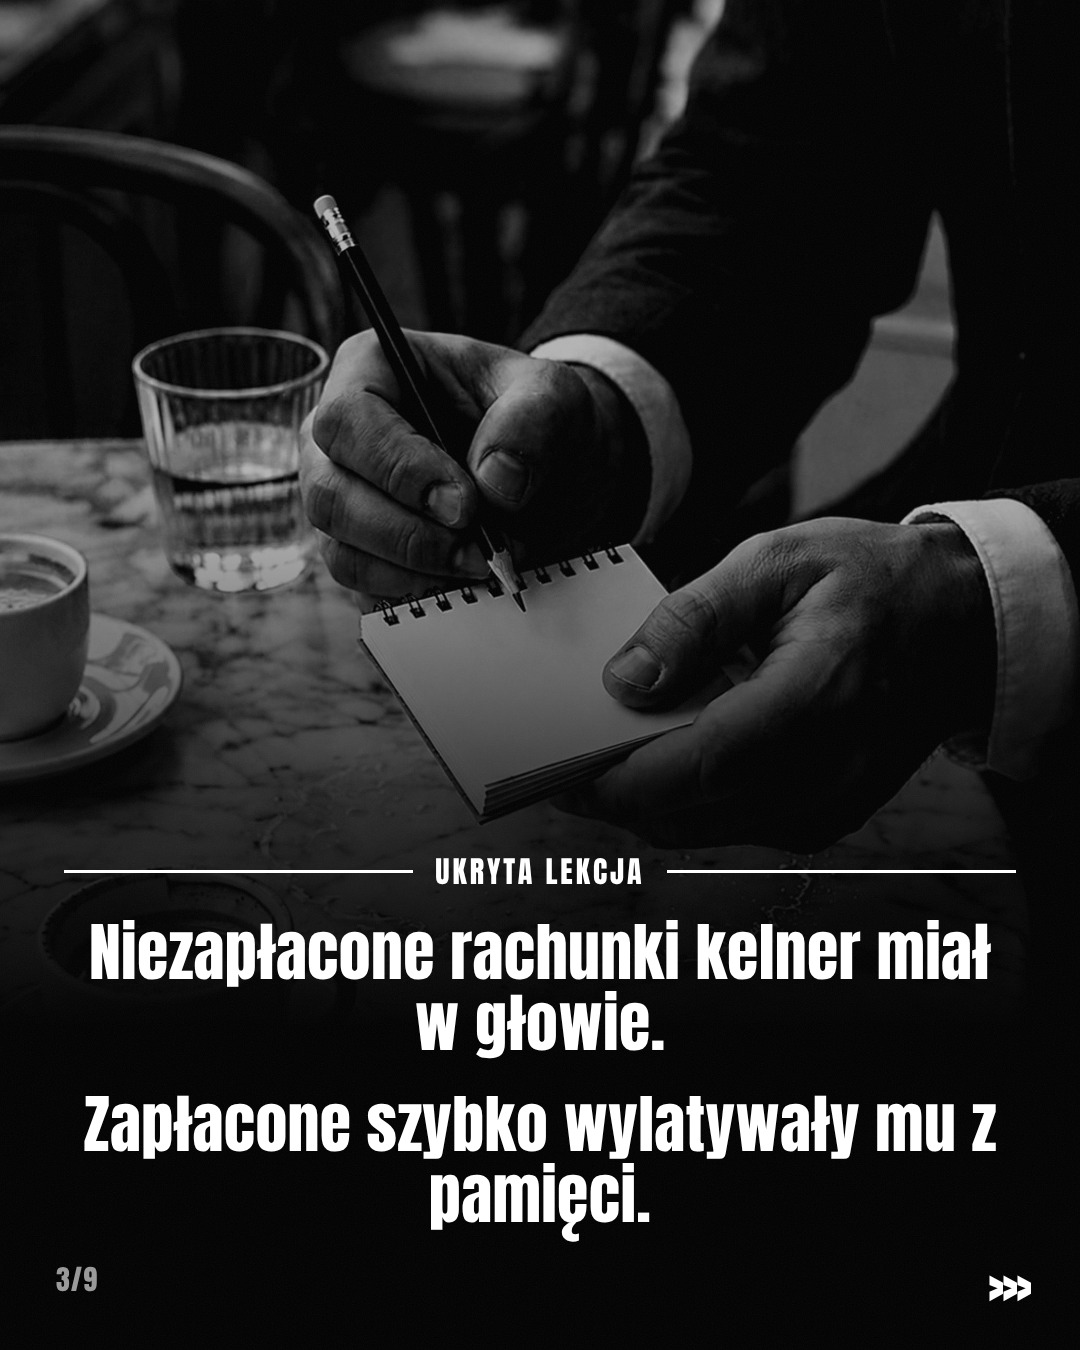 UKRYTA LEKCJA
Niezapłacone rachunki kelner miał
w głowie.
Zapłacone szybko wylatywały mu z
pamięci.
3/9
>>>